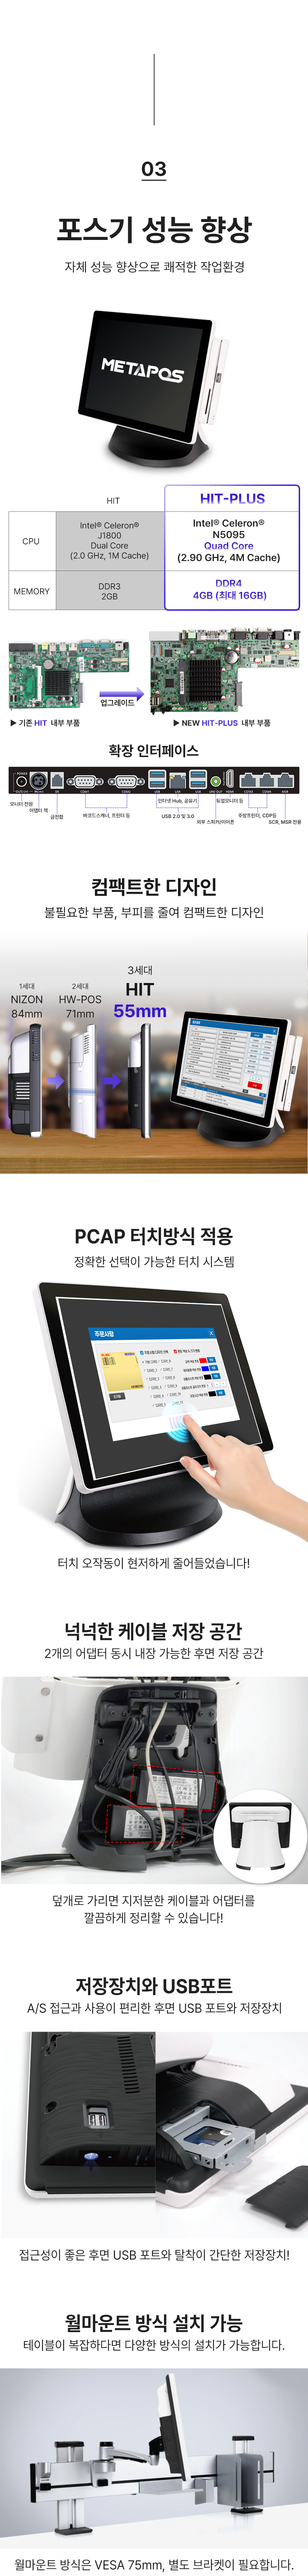 03
포스기 성능 향상
자체 성능 향상으로 쾌적한 작업환경
METAPOS
HIT
HIT-PLUS
CPU
Intel® Celeron®
J1800
Dual Core
(2.0 GHz, 1M Cache)
Intel® Celeron®
N5095
Quad Core
(2.90 GHz, 4M Cache)
MEMORY
DDR3
2GB
DDR4
4GB (최대 16GB)
업그레이드
▶ 기존 HIT 내부 부품
▶ NEW HIT-PLUS 내부 부품
확장 인터페이스
모니터 전원
어댑터 잭
금전함
바코드스캐너, 프린터 등
인터넷 Hub, 공유기
USB 2.0 및 3.0
듀얼모니터 등
외부 스피커/이어폰
주방프린터, CDP등
SCR, MSR 전용
컴팩트한 디자인
불필요한 부품, 부피를 줄여 컴팩트한 디자인
1세대
NIZON
84mm
2세대
HW-POS
71mm
3세대
HIT
55mm
PCAP 터치방식 적용
정확한 선택이 가능한 터치 시스템
주문사항
터치 오작동이 현저하게 줄어들었습니다!
넉넉한 케이블 저장 공간
2개의 어댑터 동시 내장 가능한 후면 저장 공간
덮개로 가리면 지저분한 케이블과 어댑터를
깔끔하게 정리할 수 있습니다!
저장장치와 USB포트
A/S 접근과 사용이 편리한 후면 USB 포트와 저장장치
접근성이 좋은 후면 USB 포트와 탈착이 간단한 저장장치!
월마운트 방식 설치 가능
테이블이 복잡하다면 다양한 방식의 설치가 가능합니다.
월마운트 방식은 VESA 75mm, 별도 브라켓이 필요합니다.